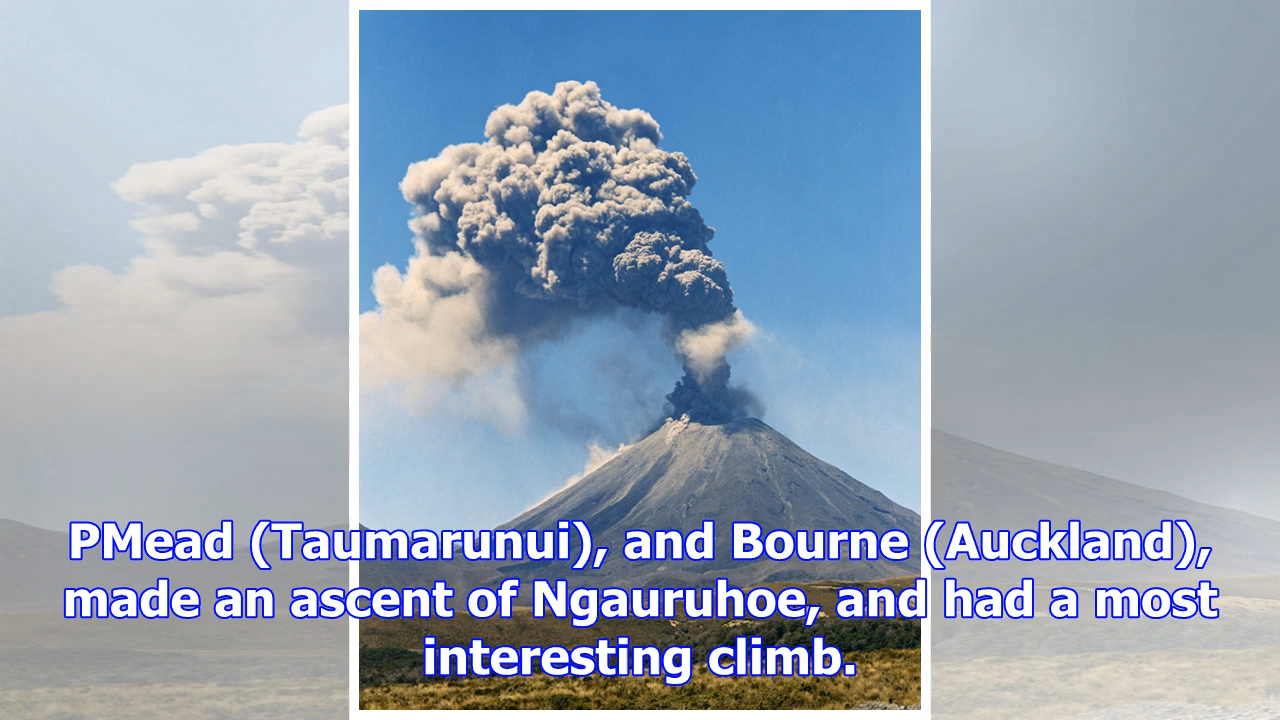 PMead (Taumarunui), and Bourne (Auckland),
made an ascent of Ngauruhoe, and had a most
interesting climb.